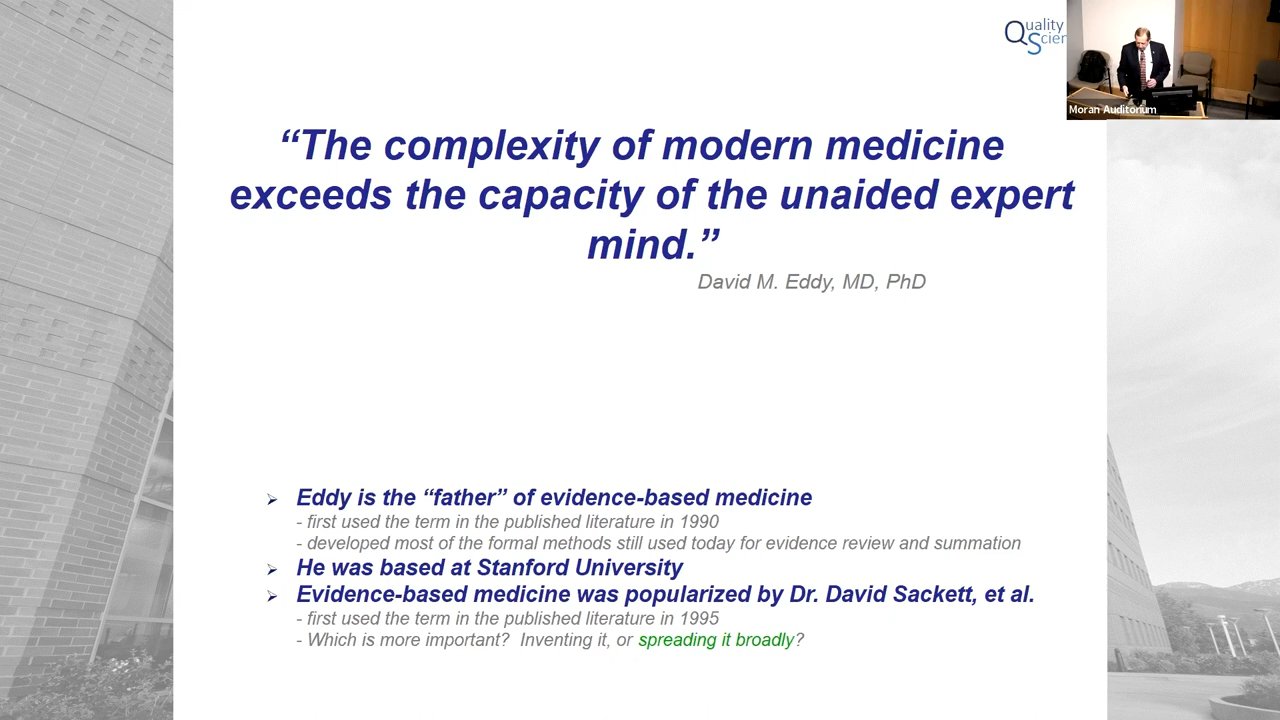 Quality
Scien
Moran Auditorium
“The complexity of modern medicine
exceeds the capacity of the unaided expert
mind.”
David M. Eddy, MD, PhD
➢ Eddy is the “father” of evidence-based medicine
- first used the term in the published literature in 1990
- developed most of the formal methods still used today for evidence review and summation
➢ He was based at Stanford University
➢ Evidence-based medicine was popularized by Dr. David Sackett, et al.
- first used the term in the published literature in 1995
- Which is more important? Inventing it, or spreading it broadly?